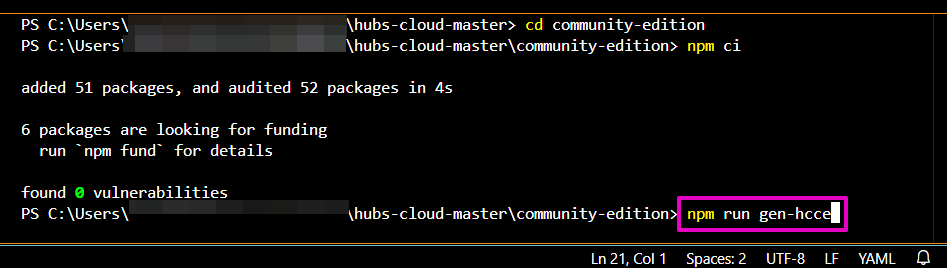 PS C:\Users\ \hubs-cloud-master> cd community-edition
PS C:\Users\ \hubs-cloud-master\community-edition> npm ci
added 51 packages, and audited 52 packages in 4s
6 packages are looking for funding
run `npm fund` for details
found 0 vulnerabilities
PS C:\Users\ \hubs-cloud-master\community-edition> npm run gen-hcce
Ln 21, Col 1 Spaces: 2 UTF-8 LF YAML